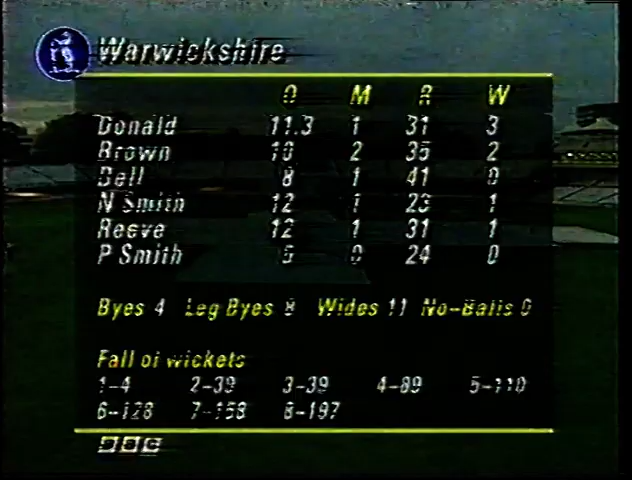 Warwickshire
O M R W
Donald 11.3 1 31 3
Brown 10 2 35 2
Bell 8 1 41 0
N Smith 12 1 23 1
Reeve 12 1 31 1
P Smith 6 0 24 0
Byes 4 Leg Byes 8 Wides 11 No-Balls 0
Fall of wickets
1-4 2-39 3-39 4-89 5-110
6-128 7-158 8-197
BBC